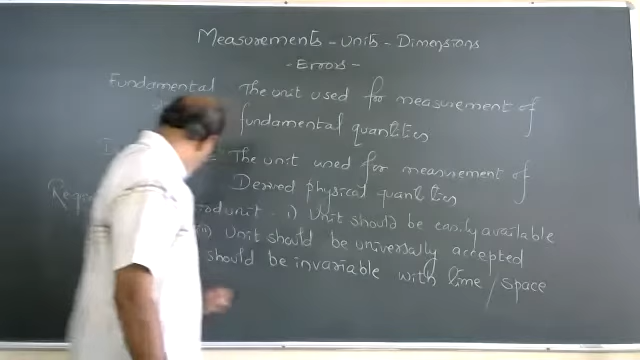 Measurements - Units - Dimensions
- Errors -
Fundamental The unit used for measurement of
fundamental quantities
= The unit used for measurement of
Derived physical quantities
unit. i) Unit should be easily available
ii) Unit should be universally accepted
should be invariable with time / space